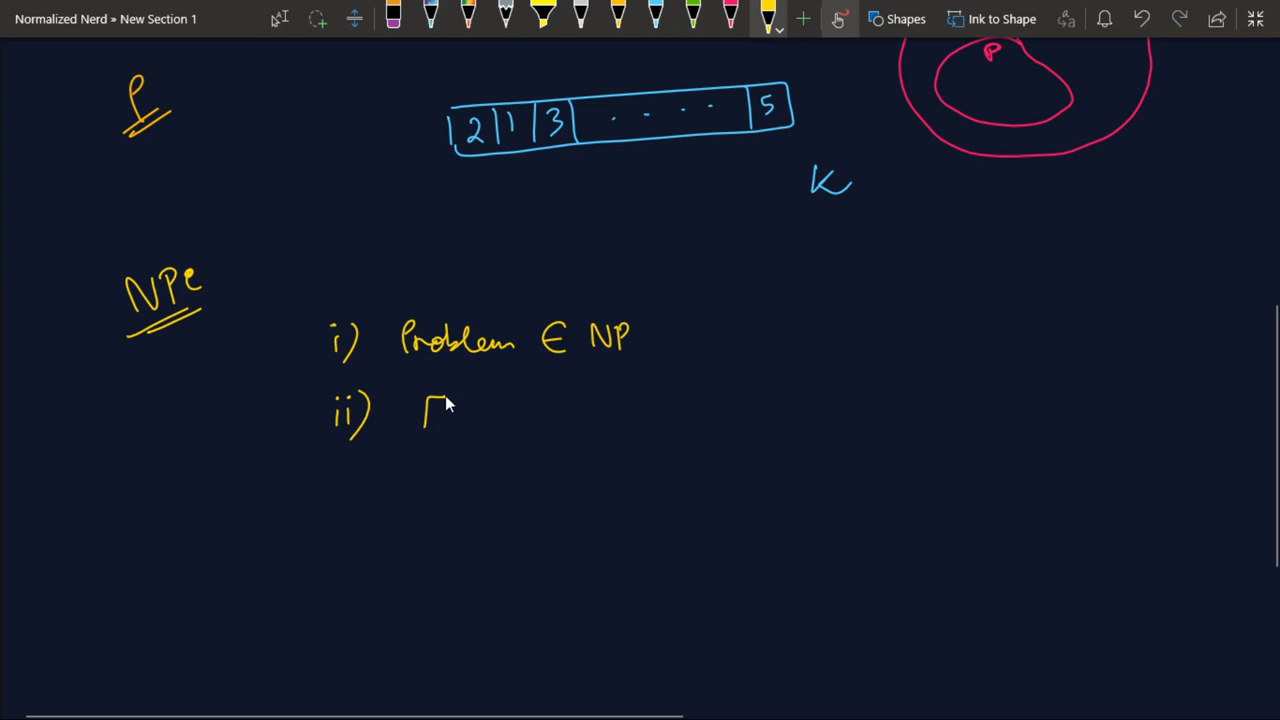 Normalized Nerd » New Section 1
Shapes
Ink to Shape
P
P
2 1 3 . . . . 5
K
NPC
i) Problem ∈ NP
ii)